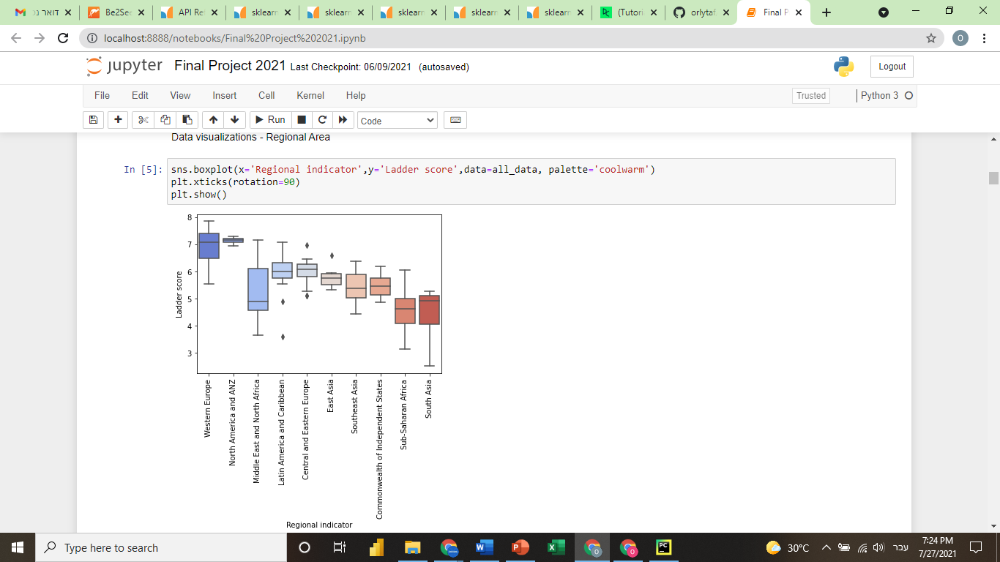 דואר נכ
Be2See
API Re
sklearn
sklearn
sklearn
sklearn
sklearn
(Tutori
orlytaf
Final P
localhost:8888/notebooks/Final%20Project%202021.ipynb
O
jupyter Final Project 2021 Last Checkpoint: 06/09/2021 (autosaved)
Logout
File Edit View Insert Cell Kernel Help
Trusted
Python 3
Run
Code
Data visualizations - Regional Area
In [5]:
sns.boxplot(x='Regional indicator',y='Ladder score',data=all_data, palette='coolwarm')
plt.xticks(rotation=90)
plt.show()
Ladder score
8
7
6
5
4
3
Western Europe
North America and ANZ
Middle East and North Africa
Latin America and Caribbean
Central and Eastern Europe
East Asia
Southeast Asia
Commonwealth of Independent States
Sub-Saharan Africa
South Asia
Regional indicator
Type here to search
30°C
עבר
7:24 PM
7/27/2021